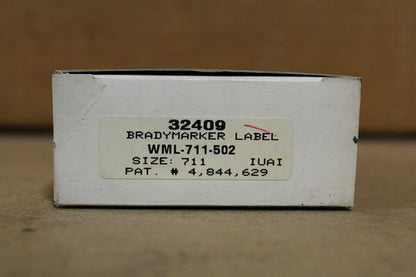 32409
BRADYMARKER LABEL
WML-711-502
SIZE: 711 IUAI
PAT. # 4,844,629